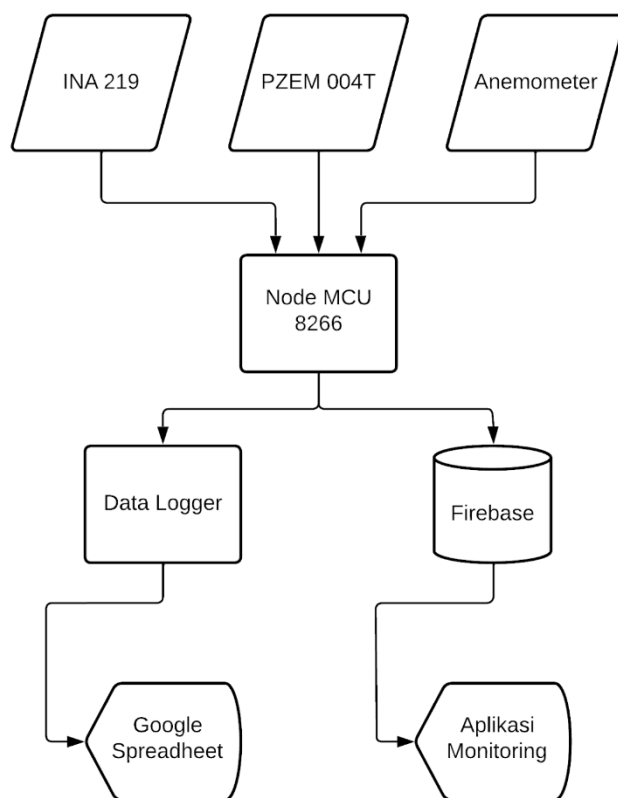 INA 219
PZEM 004T
Anemometer
Node MCU
8266
Data Logger
Firebase
Google
Spreadheet
Aplikasi
Monitoring